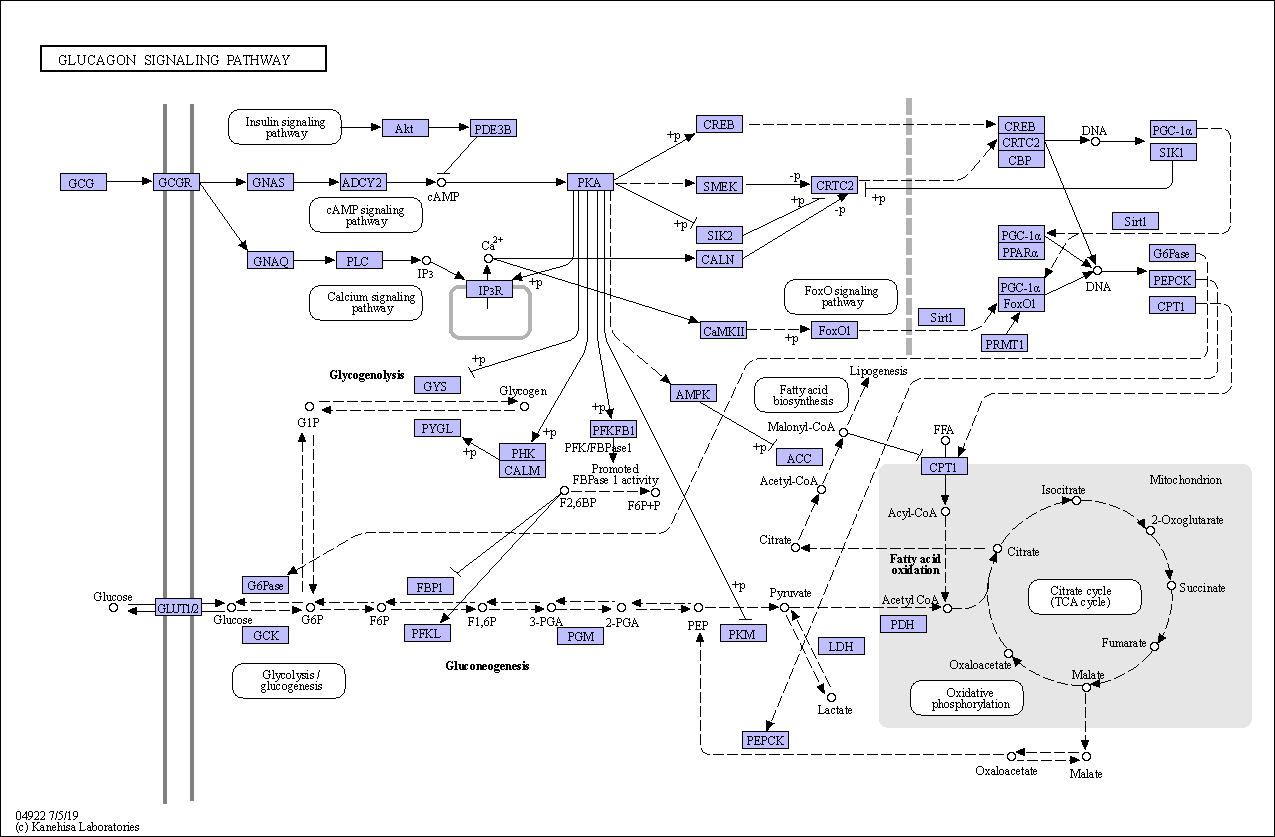 GLUCAGON SIGNALING PATHWAY
Insulin signaling
pathway
Akt
PDE3B
+p
CREB
CREB
CRTC2
CBP
DNA
PGC-1α
SIK1
GCG
GCGR
GNAS
ADCY2
cAMP
PKA
SMEK
-p
CRTC2
+p
+p
-p
cAMP signaling
pathway
+p
SIK2
CALN
Sirt1
PGC-1α
PPARα
G6Pase
PEPCK
CPT1
DNA
GNAQ
PLC
IP3
Ca2+
IP3R
+p
Calcium signaling
pathway
FoxO signaling
pathway
PGC-1α
FoxO1
Sirt1
PRMT1
CaMKII
+p
FoxO1
Glycogenolysis
+p
GYS
Glycogen
G1P
PYGL
+p
PHK
CALM
+p
+p
PFKFB1
PFK/FBPase1
Promoted
FBPase 1 activity
F2,6BP
F6P+P
AMPK
+p
ACC
Fatty acid
biosynthesis
Lipogenesis
Malonyl-CoA
Acetyl-CoA
Citrate
FFA
CPT1
Acyl-CoA
Fatty acid
oxidation
Mitochondrion
Isocitrate
2-Oxoglutarate
Citrate
Succinate
Citrate cycle
(TCA cycle)
Fumarate
Malate
Oxaloacetate
Oxidative
phosphorylation
Glucose
GLUT1/2
Glucose
G6Pase
GCK
G6P
F6P
FBP1
PFKL
F1,6P
3-PGA
PGM
2-PGA
PEP
+p
PKM
Pyruvate
LDH
Lactate
Acetyl CoA
PDH
Glycolysis /
glucogenesis
Gluconeogenesis
PEPCK
Oxaloacetate
Malate
04922 7/5/19
(c) Kanehisa Laboratories